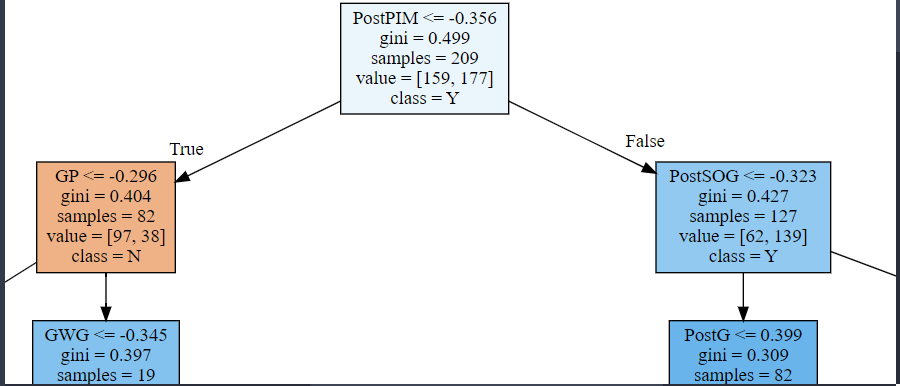 PostPIM <= -0.356
gini = 0.499
samples = 209
value = [159, 177]
class = Y
True
False
GP <= -0.296
gini = 0.404
samples = 82
value = [97, 38]
class = N
PostSOG <= -0.323
gini = 0.427
samples = 127
value = [62, 139]
class = Y
GWG <= -0.345
gini = 0.397
samples = 19
PostG <= 0.399
gini = 0.309
samples = 82